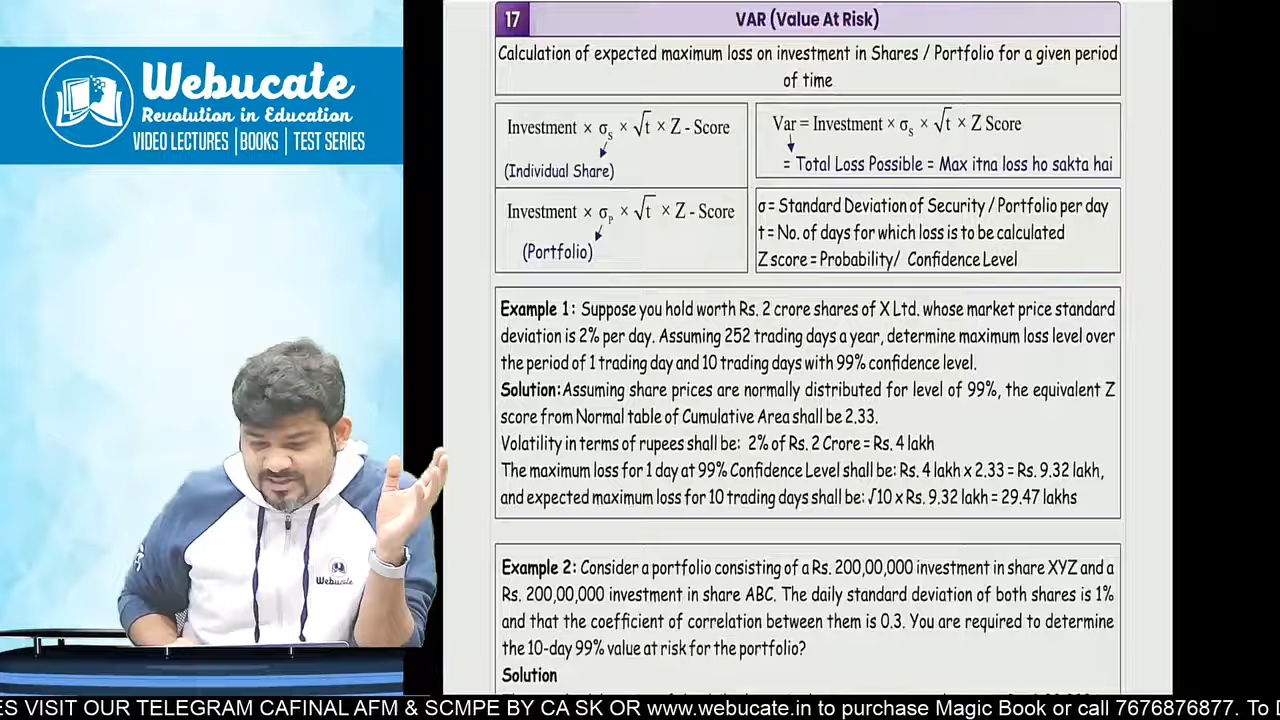 Webucate
Revolution in Education
VIDEO LECTURES | BOOKS | TEST SERIES
Webucate
17
VAR (Value At Risk)
Calculation of expected maximum loss on investment in Shares / Portfolio for a given period
of time
Investment × σs × √t × Z - Score
(Individual Share)
Investment × σP × √t × Z - Score
(Portfolio)
Var = Investment × σs × √t × Z Score
= Total Loss Possible = Max itna loss ho sakta hai
σ = Standard Deviation of Security / Portfolio per day
t = No. of days for which loss is to be calculated
Z score = Probability/ Confidence Level
Example 1: Suppose you hold worth Rs. 2 crore shares of X Ltd. whose market price standard
deviation is 2% per day. Assuming 252 trading days a year, determine maximum loss level over
the period of 1 trading day and 10 trading days with 99% confidence level.
Solution: Assuming share prices are normally distributed for level of 99%, the equivalent Z
score from Normal table of Cumulative Area shall be 2.33.
Volatility in terms of rupees shall be: 2% of Rs. 2 Crore = Rs. 4 lakh
The maximum loss for 1 day at 99% Confidence Level shall be: Rs. 4 lakh x 2.33 = Rs. 9.32 lakh,
and expected maximum loss for 10 trading days shall be: √10 x Rs. 9.32 lakh = 29.47 lakhs
Example 2: Consider a portfolio consisting of a Rs. 200,00,000 investment in share XYZ and a
Rs. 200,00,000 investment in share ABC. The daily standard deviation of both shares is 1%
and that the coefficient of correlation between them is 0.3. You are required to determine
the 10-day 99% value at risk for the portfolio?
Solution
ES VISIT OUR TELEGRAM CAFINAL AFM & SCMPE BY CA SK OR www.webucate.in to purchase Magic Book or call 7676876877. To